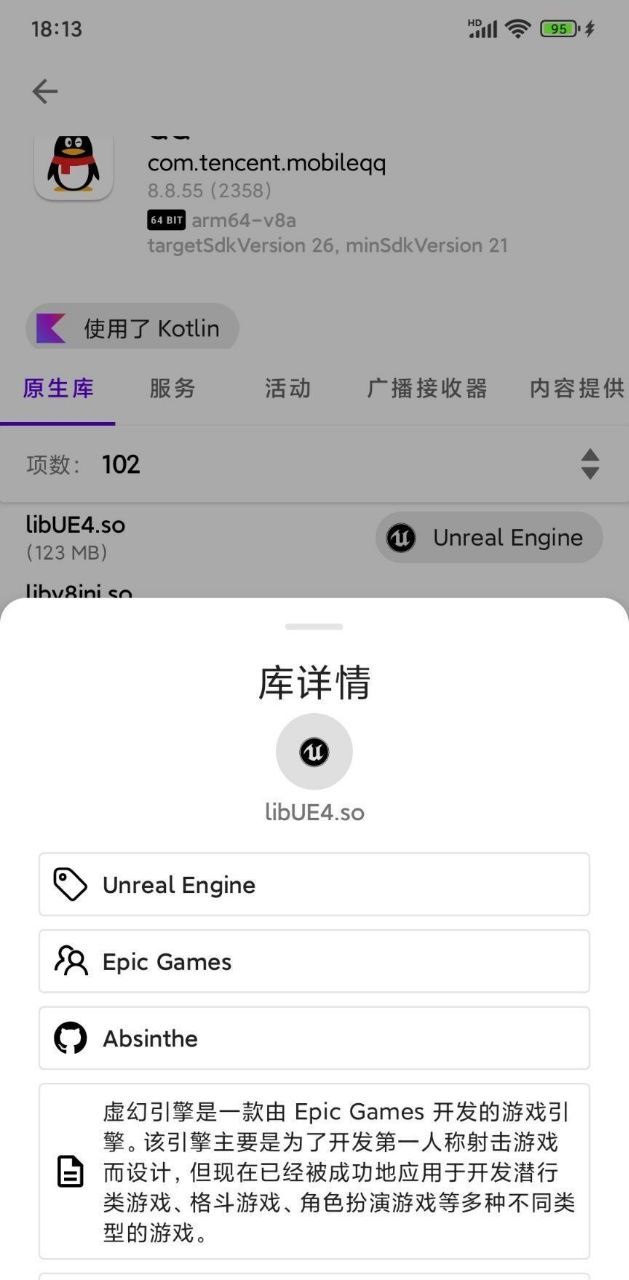 18:13
HD
95
com.tencent.mobileqq
8.8.55 (2358)
64 BIT arm64-v8a
targetSdkVersion 26, minSdkVersion 21
使用了 Kotlin
原生库 服务 活动 广播接收器 内容提供
项数： 102
libUE4.so
Unreal Engine
(123 MB)
库详情
libUE4.so
Unreal Engine
Epic Games
Absinthe
虚幻引擎是一款由 Epic Games 开发的游戏引
擎。该引擎主要是为了开发第一人称射击游戏
而设计，但现在已经被成功地应用于开发潜行
类游戏、格斗游戏、角色扮演游戏等多种不同类
型的游戏。